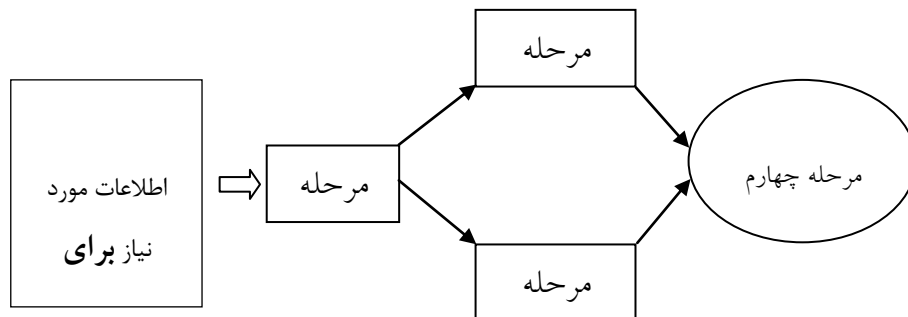 اطلاعات مورد
نیاز برای
مرحله
مرحله
مرحله
مرحله چهارم